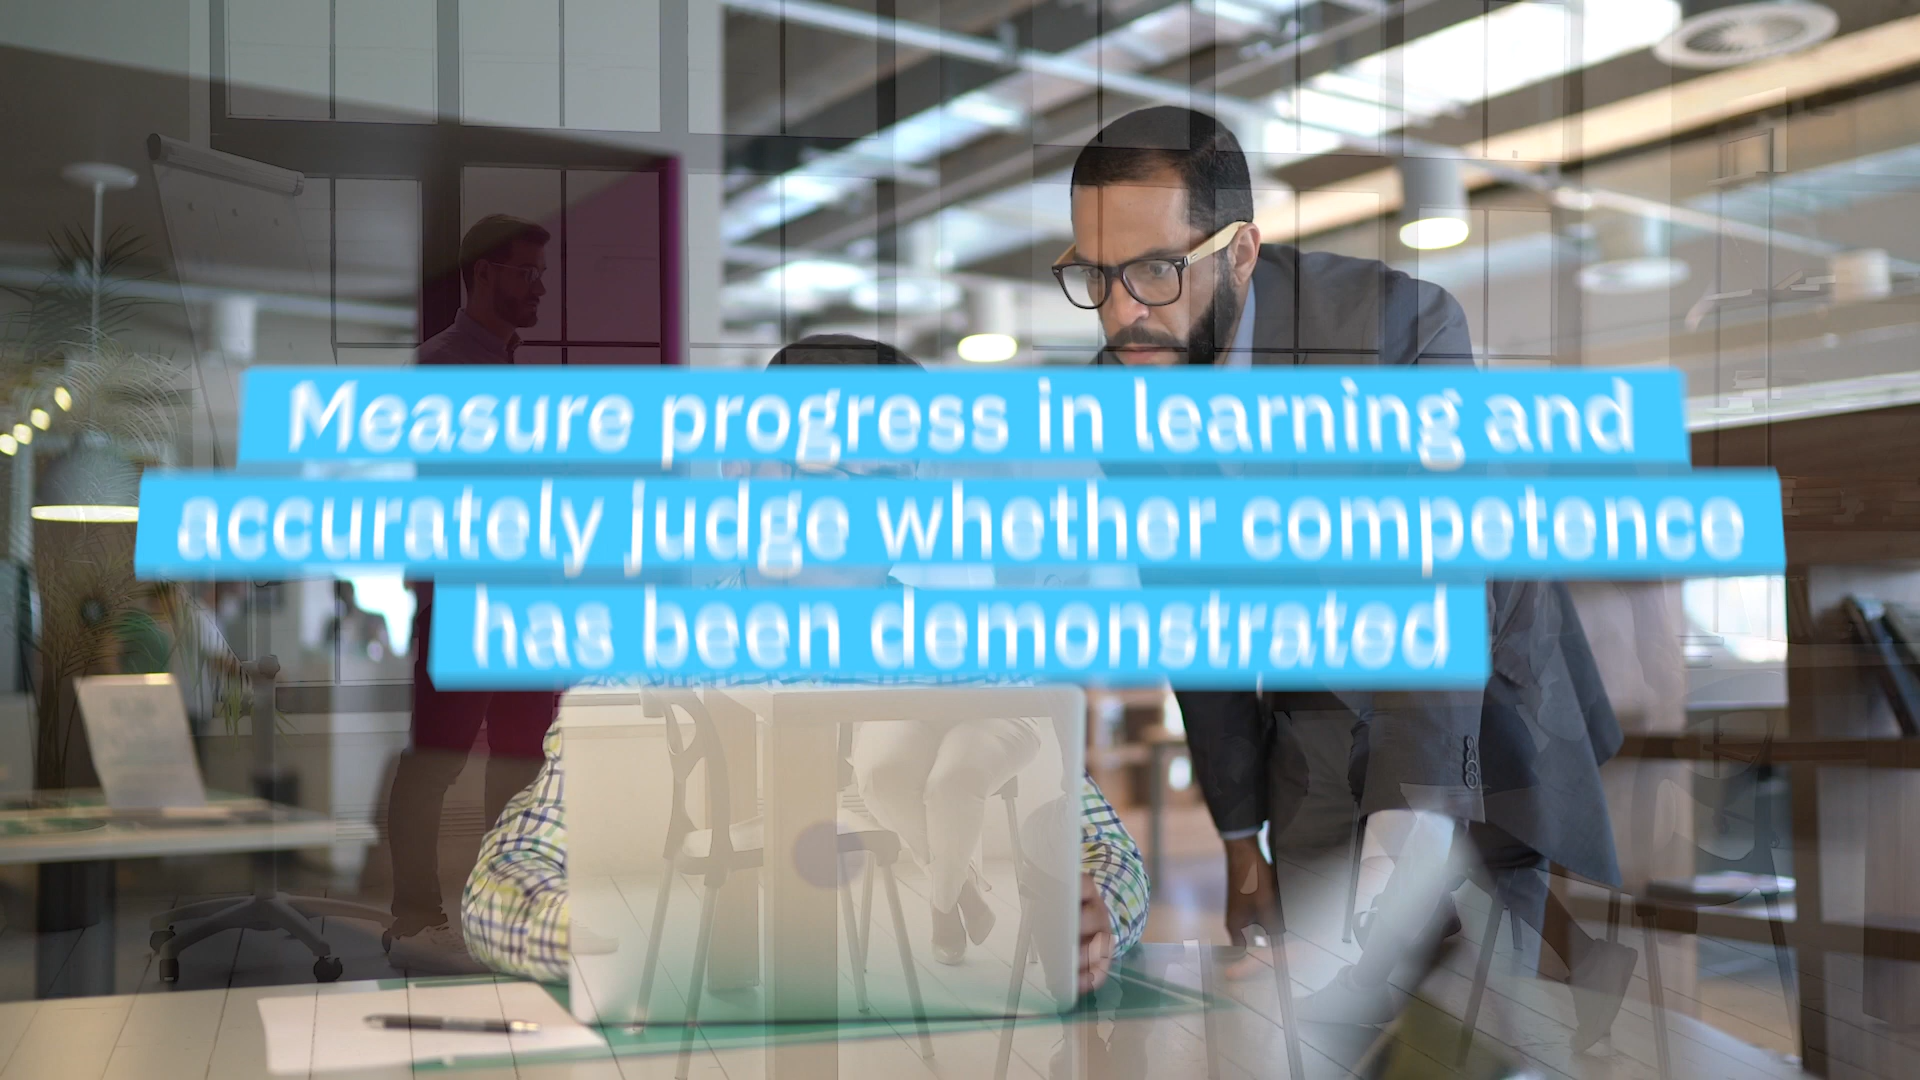 Measure progress in learning and
accurately judge whether competence
has been demonstrated